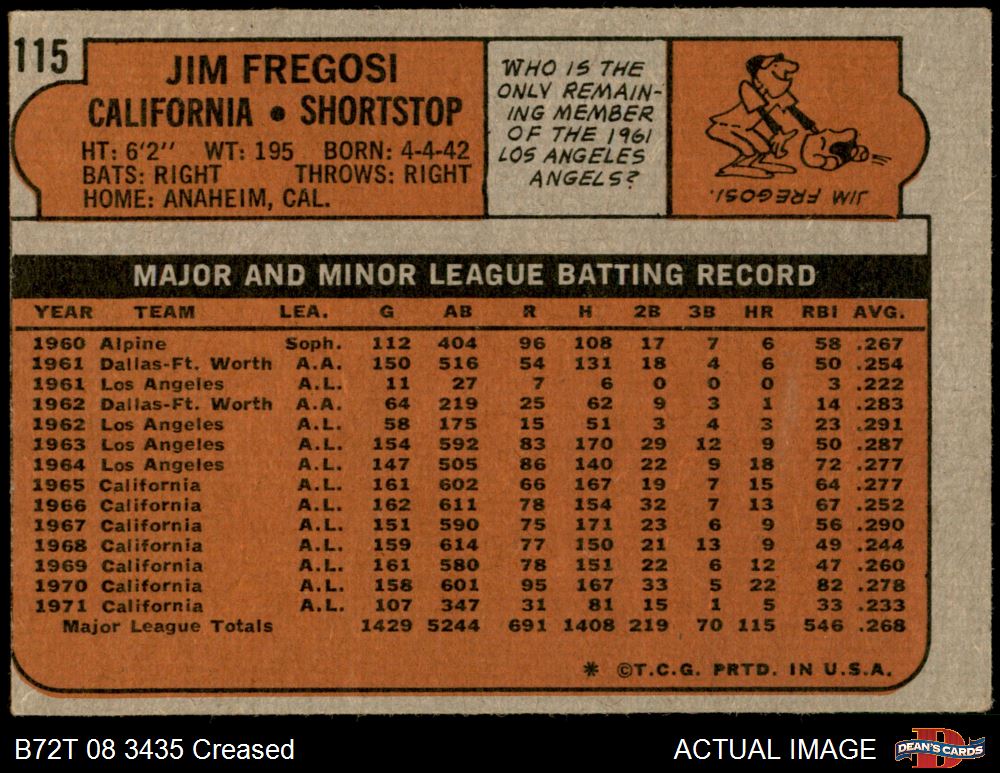 115
JIM FREGOSI
CALIFORNIA • SHORTSTOP
HT: 6'2" WT: 195 BORN: 4-4-42
BATS: RIGHT THROWS: RIGHT
HOME: ANAHEIM, CAL.
WHO IS THE
ONLY REMAIN-
ING MEMBER
OF THE 1961
LOS ANGELES
ANGELS?
JIM FREGOSI.
MAJOR AND MINOR LEAGUE BATTING RECORD
YEAR TEAM LEA. G AB R H 2B 3B HR RBI AVG.
1960 Alpine Soph. 112 404 96 108 17 7 6 58 .267
1961 Dallas-Ft. Worth A.A. 150 516 54 131 18 4 6 50 .254
1961 Los Angeles A.L. 11 27 7 6 0 0 0 3 .222
1962 Dallas-Ft. Worth A.A. 64 219 25 62 9 3 1 14 .283
1962 Los Angeles A.L. 58 175 15 51 3 4 3 23 .291
1963 Los Angeles A.L. 154 592 83 170 29 12 9 50 .287
1964 Los Angeles A.L. 147 505 86 140 22 9 18 72 .277
1965 California A.L. 161 602 66 167 19 7 15 64 .277
1966 California A.L. 162 611 78 154 32 7 13 67 .252
1967 California A.L. 151 590 75 171 23 6 9 56 .290
1968 California A.L. 159 614 77 150 21 13 9 49 .244
1969 California A.L. 161 580 78 151 22 6 12 47 .260
1970 California A.L. 158 601 95 167 33 5 22 82 .278
1971 California A.L. 107 347 31 81 15 1 5 33 .233
Major League Totals 1429 5244 691 1408 219 70 115 546 .268
* ©T.C.G. PRTD. IN U.S.A.
B72T 08 3435 Creased
ACTUAL IMAGE
D
DEAN'S CARDS